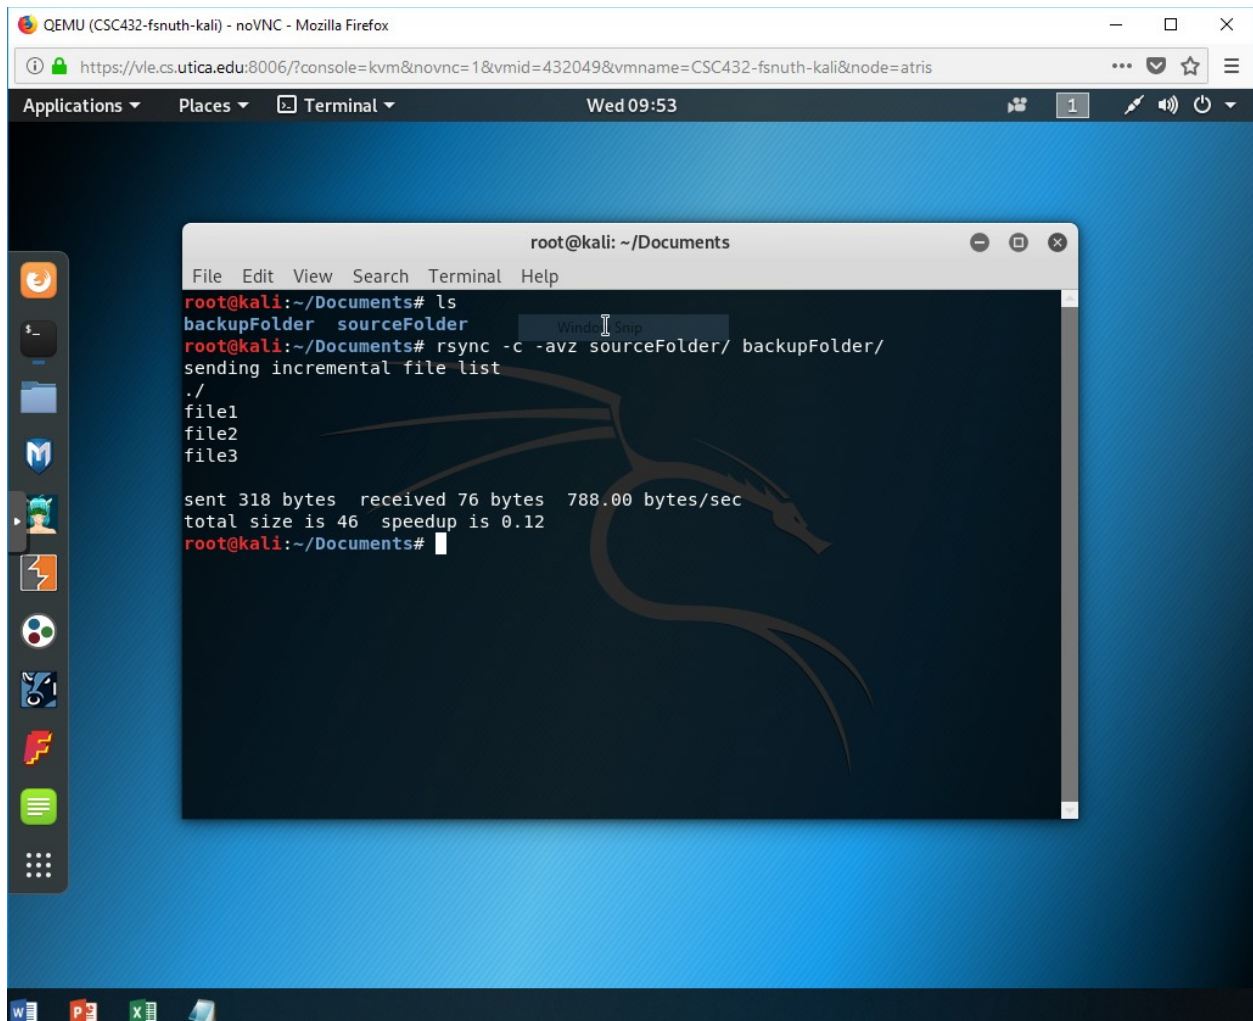 QEMU (CSC432-fsnuth-kali) - noVNC - Mozilla Firefox
https://vle.cs.utica.edu:8006/?console=kvm&novnc=1&vmid=432049&vmname=CSC432-fsnuth-kali&node=atris
Applications Places Terminal Wed 09:53 1
root@kali: ~/Documents
File Edit View Search Terminal Help
root@kali:~/Documents# ls
backupFolder sourceFolder
Window Snip
root@kali:~/Documents# rsync -c -avz sourceFolder/ backupFolder/
sending incremental file list
./
file1
file2
file3
sent 318 bytes received 76 bytes 788.00 bytes/sec
total size is 46 speedup is 0.12
root@kali:~/Documents#